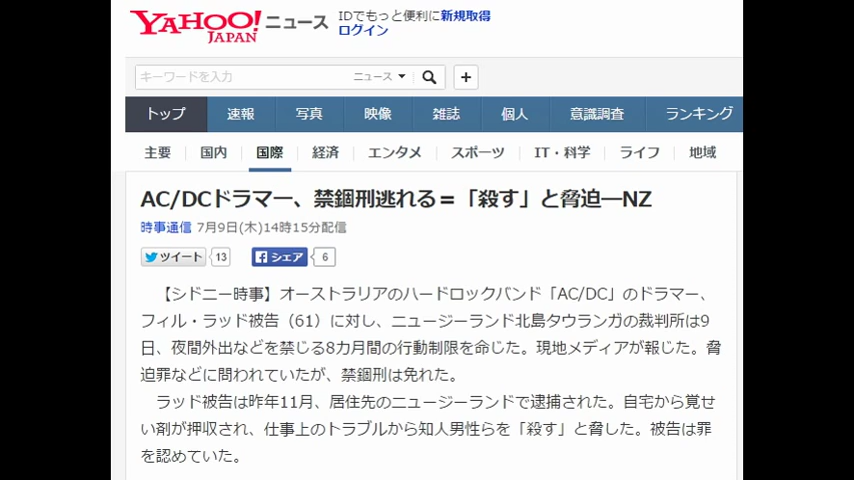 YAHOO! ニュース IDでもっと便利に新規取得
JAPAN ログイン
キーワードを入力 ニュース
トップ 速報 写真 映像 雑誌 個人 意識調査 ランキング
主要 国内 国際 経済 エンタメ スポーツ IT・科学 ライフ 地域
AC/DCドラマー、禁錮刑逃れる＝「殺す」と脅迫―NZ
時事通信 7月9日(木)14時15分配信
ツイート 13 シェア 6
【シドニー時事】オーストラリアのハードロックバンド「AC/DC」のドラマー、
フィル・ラッド被告（61）に対し、ニュージーランド北島タウランガの裁判所は9
日、夜間外出などを禁じる8カ月間の行動制限を命じた。現地メディアが報じた。脅
迫罪などに問われていたが、禁錮刑は免れた。
ラッド被告は昨年11月、居住先のニュージーランドで逮捕された。自宅から覚せ
い剤が押収され、仕事上のトラブルから知人男性らを「殺す」と脅した。被告は罪
を認めていた。